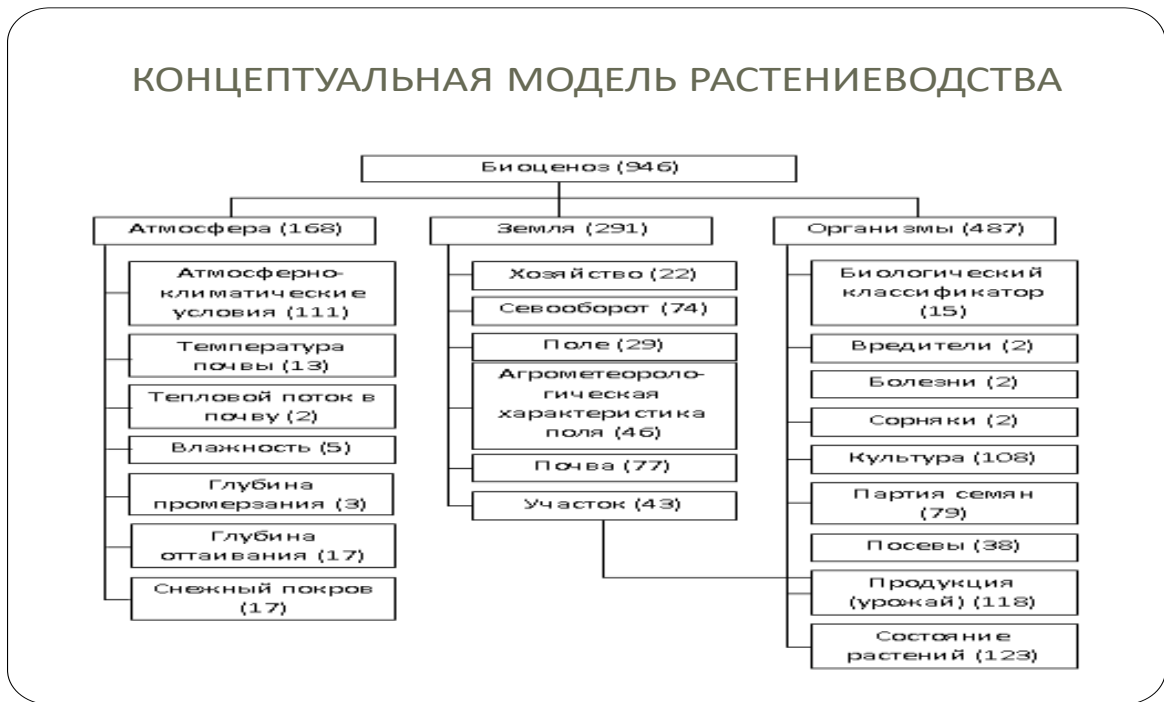 КОНЦЕПТУАЛЬНАЯ МОДЕЛЬ РАСТЕНИЕВОДСТВА
Биоценоз (946)
Атмосфера (168)
Атмосферно-
климатические
условия (111)
Температура
почвы (13)
Тепловой поток в
почву (2)
Влажность (5)
Глубина
промерзания (3)
Глубина
оттаивания (17)
Снежный покров
(17)
Земля (291)
Хозяйство (22)
Севооборот (74)
Поле (29)
Агрометеороло-
гическая
характеристика
поля (46)
Почва (77)
Участок (43)
Организмы (487)
Биологический
классификатор
(15)
Вредители (2)
Болезни (2)
Сорняки (2)
Культура (108)
Партия семян
(79)
Посевы (38)
Продукция
(урожай) (118)
Состояние
растений (123)